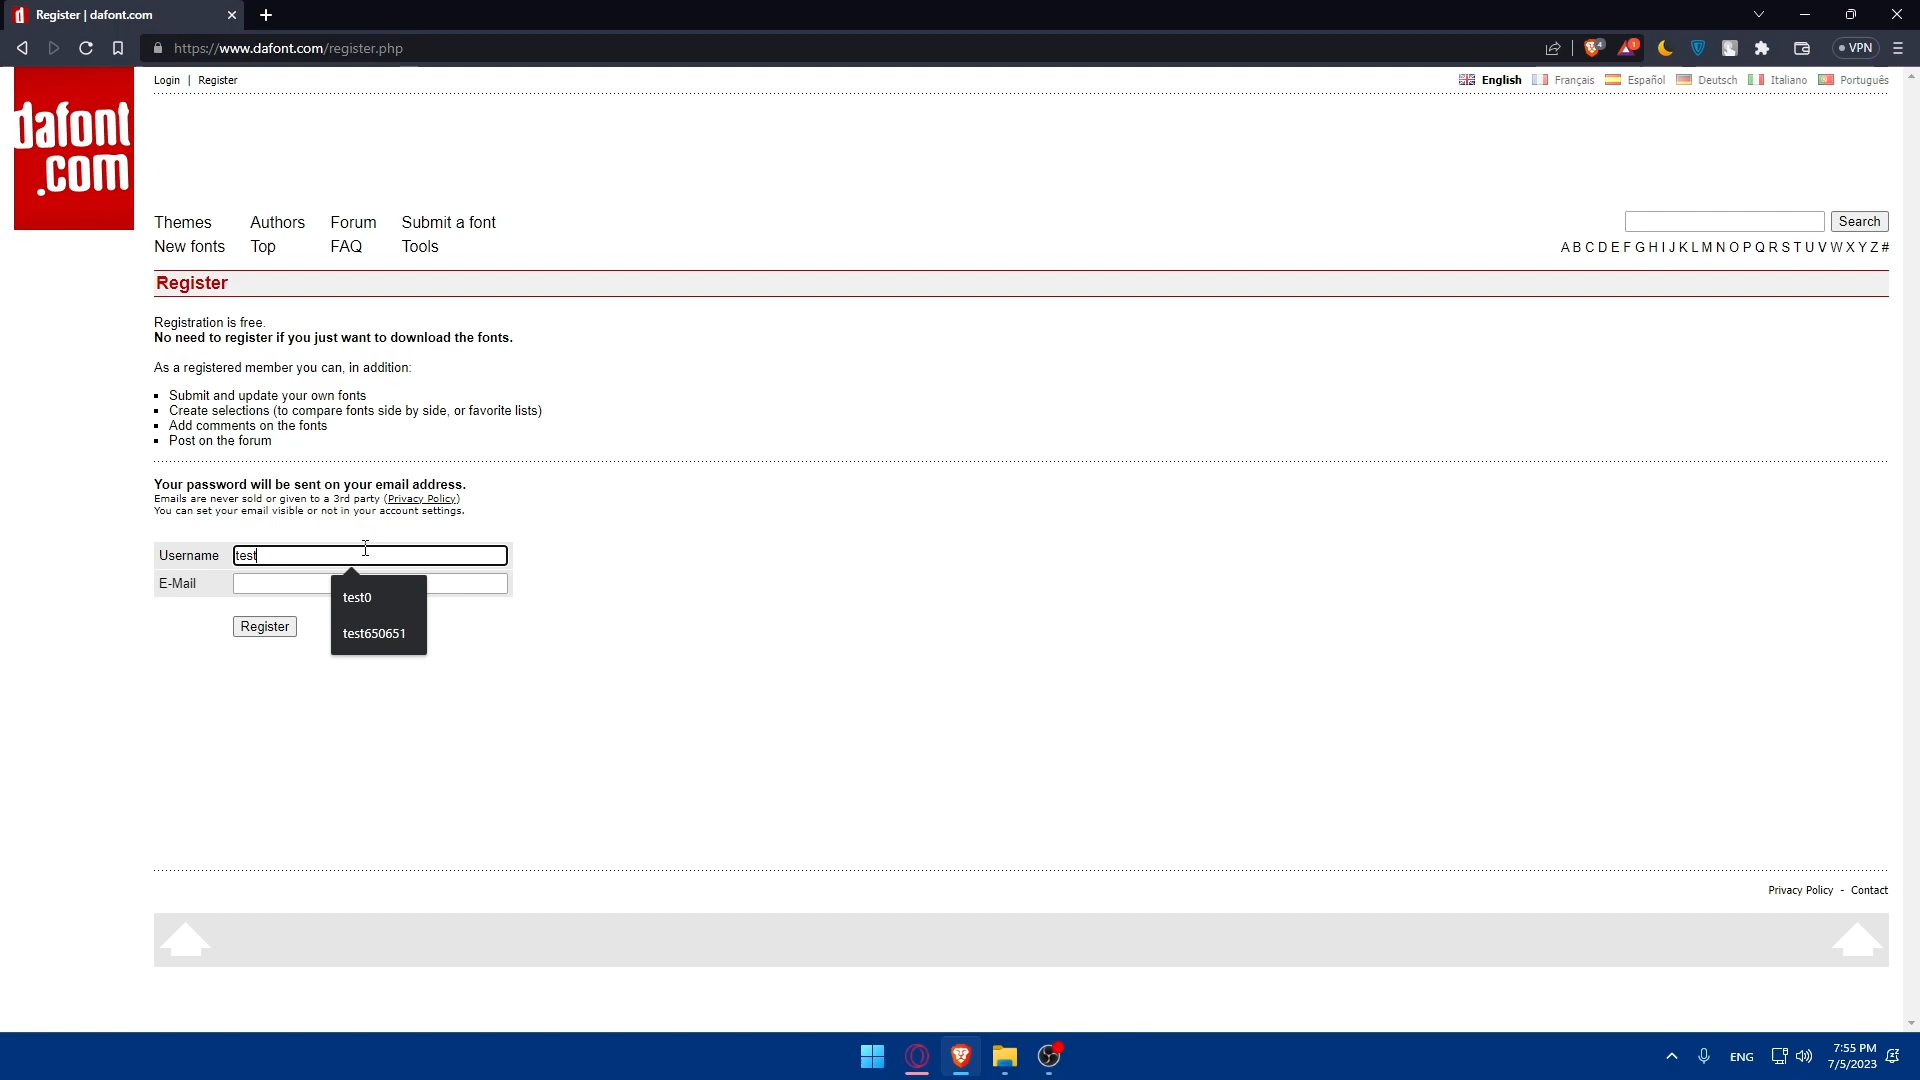 Register | dafont.com
https://www.dafont.com/register.php
4
1
VPN
dafont
.com
Login | Register
English Français Español Deutsch Italiano Português
Themes Authors Forum Submit a font
New fonts Top FAQ Tools
Search
A B C D E F G H I J K L M N O P Q R S T U V W X Y Z #
Register
Registration is free.
No need to register if you just want to download the fonts.
As a registered member you can, in addition:
Submit and update your own fonts
Create selections (to compare fonts side by side, or favorite lists)
Add comments on the fonts
Post on the forum
Your password will be sent on your email address.
Emails are never sold or given to a 3rd party (Privacy Policy)
You can set your email visible or not in your account settings.
Username test
E-Mail
test0
test650651
Register
Privacy Policy - Contact
ENG
7:55 PM
7/5/2023